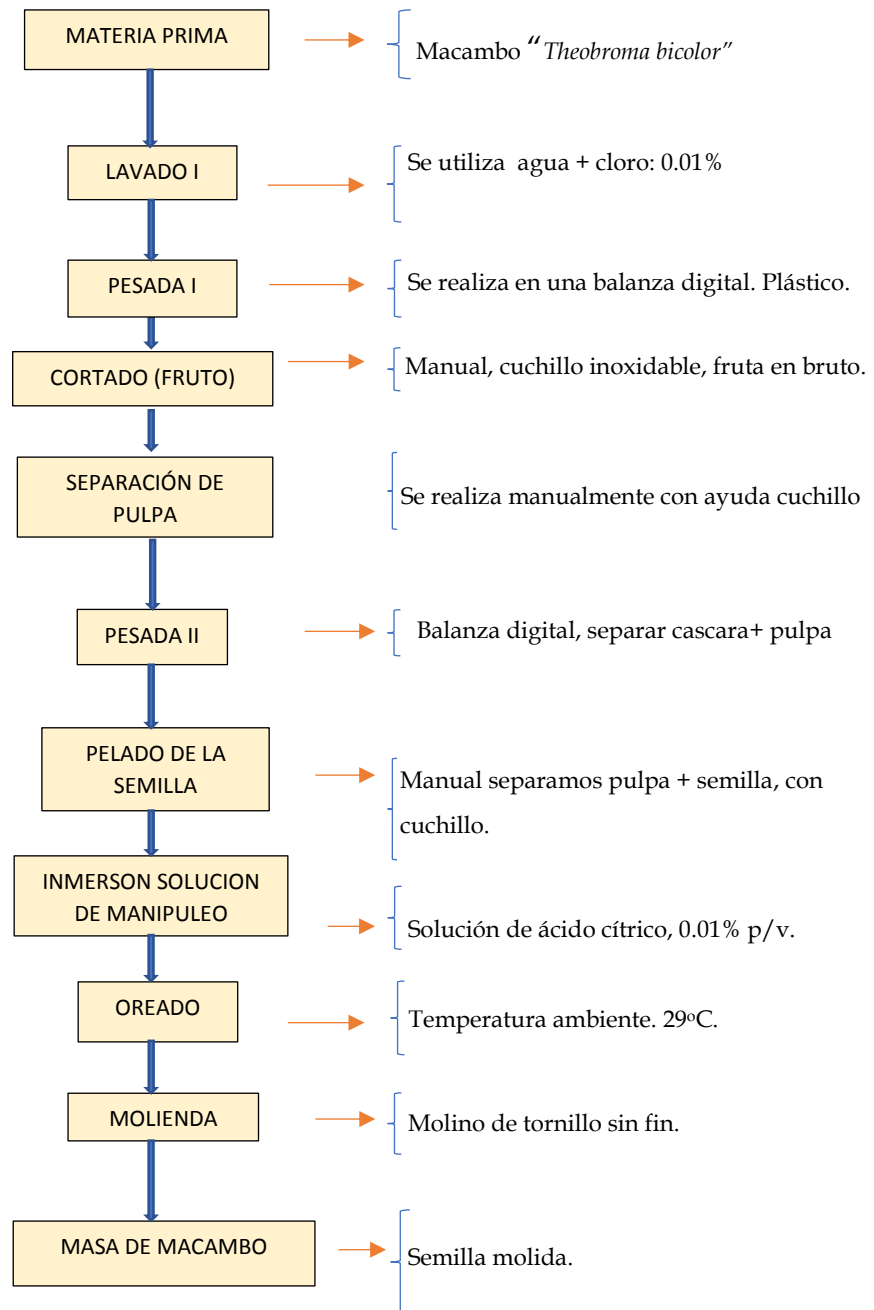 MATERIA PRIMA
Macambo “Theobroma bicolor”
LAVADO I
Se utiliza agua + cloro: 0.01%
PESADA I
Se realiza en una balanza digital. Plástico.
CORTADO (FRUTO)
Manual, cuchillo inoxidable, fruta en bruto.
SEPARACIÓN DE
PULPA
Se realiza manualmente con ayuda cuchillo
PESADA II
Balanza digital, separar cascara+ pulpa
PELADO DE LA
SEMILLA
Manual separamos pulpa + semilla, con
cuchillo.
INMERSON SOLUCION
DE MANIPULEO
Solución de ácido cítrico, 0.01% p/v.
OREADO
Temperatura ambiente. 29ºC.
MOLIENDA
Molino de tornillo sin fin.
MASA DE MACAMBO
Semilla molida.